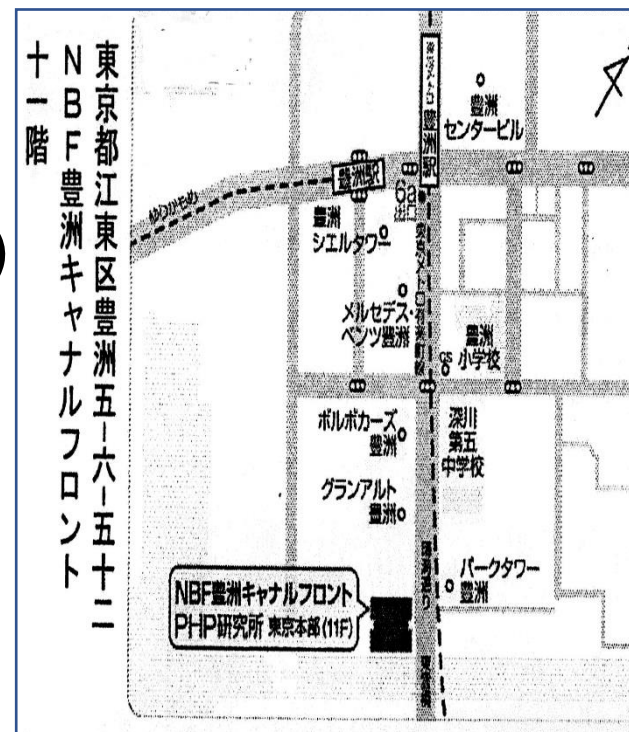 東京都江東区豊洲五-六-五十二
NBF豊洲キャナルフロント
十一階
東京メトロ 豊洲駅
豊洲
センタービル
豊洲駅
ゆりかもめ
豊洲
シエルタワー
メルセデス・
ベンツ豊洲
豊洲
小学校
GS
ボルボカーズ
豊洲
深川
第五
中学校
グランアルト
豊洲
パークタワー
豊洲
NBF豊洲キャナルフロント
PHP研究所 東京本部(11F)